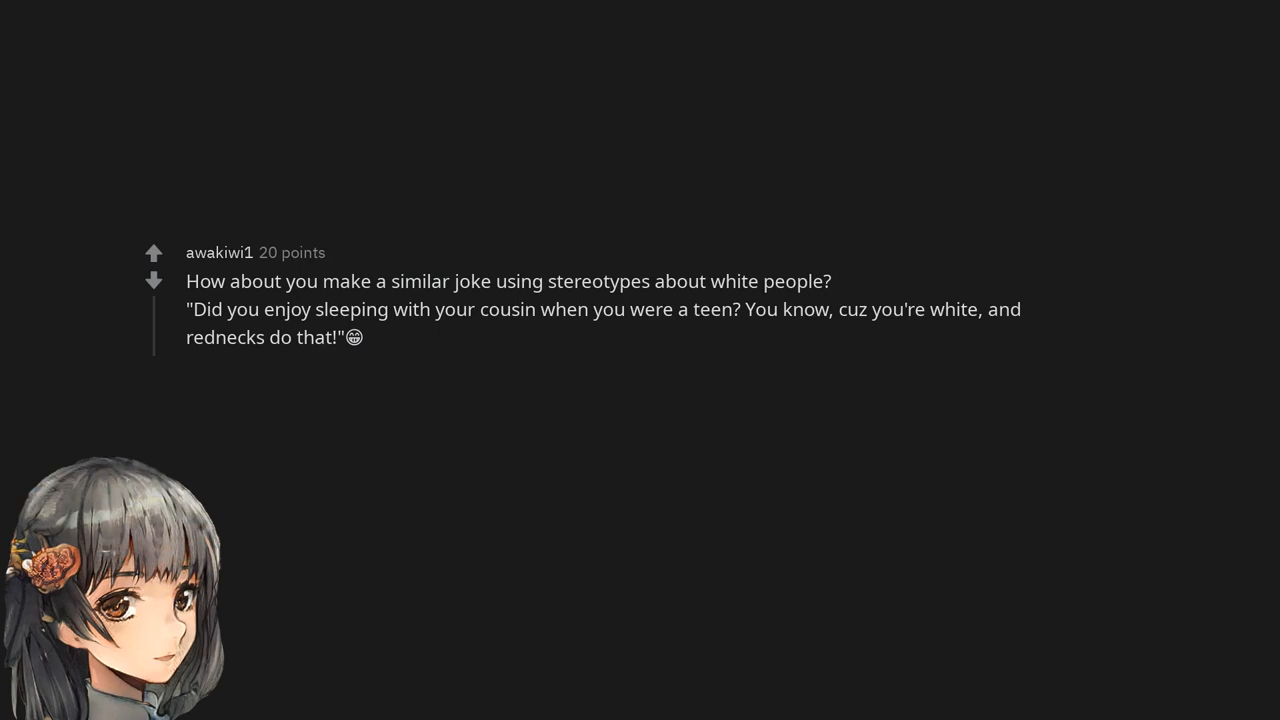 awakiwi1 20 points
How about you make a similar joke using stereotypes about white people?
"Did you enjoy sleeping with your cousin when you were a teen? You know, cuz you're white, and
rednecks do that!"😁